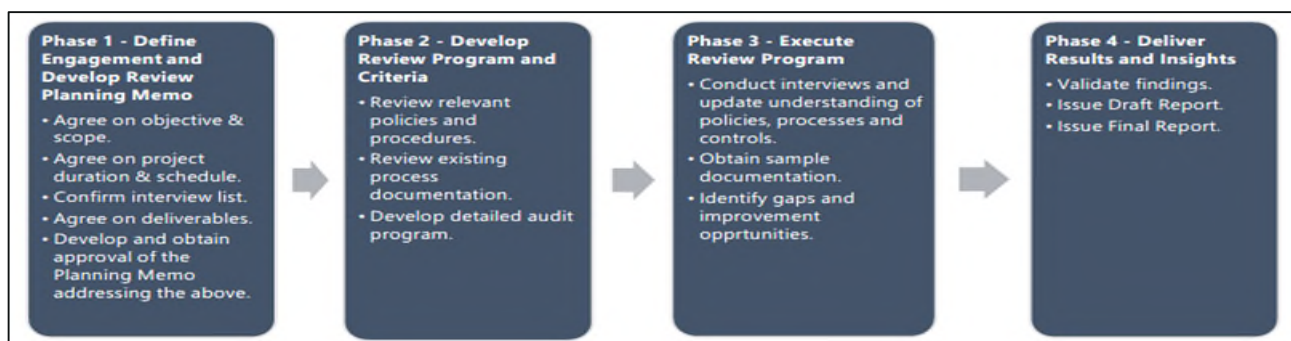 Phase 1 - Define
Engagement and
Develop Review
Planning Memo
• Agree on objective &
scope.
• Agree on project
duration & schedule.
• Confirm interview list.
• Agree on deliverables.
• Develop and obtain
approval of the
Planning Memo
addressing the above.
Phase 2 - Develop
Review Program and
Criteria
• Review relevant
policies and
procedures.
• Review existing
process
documentation.
• Develop detailed audit
program.
Phase 3 - Execute
Review Program
• Conduct interviews and
update understanding of
policies, processes and
controls.
• Obtain sample
documentation.
• Identify gaps and
improvement
opprtunities.
Phase 4 - Deliver
Results and Insights
• Validate findings.
• Issue Draft Report.
• Issue Final Report.